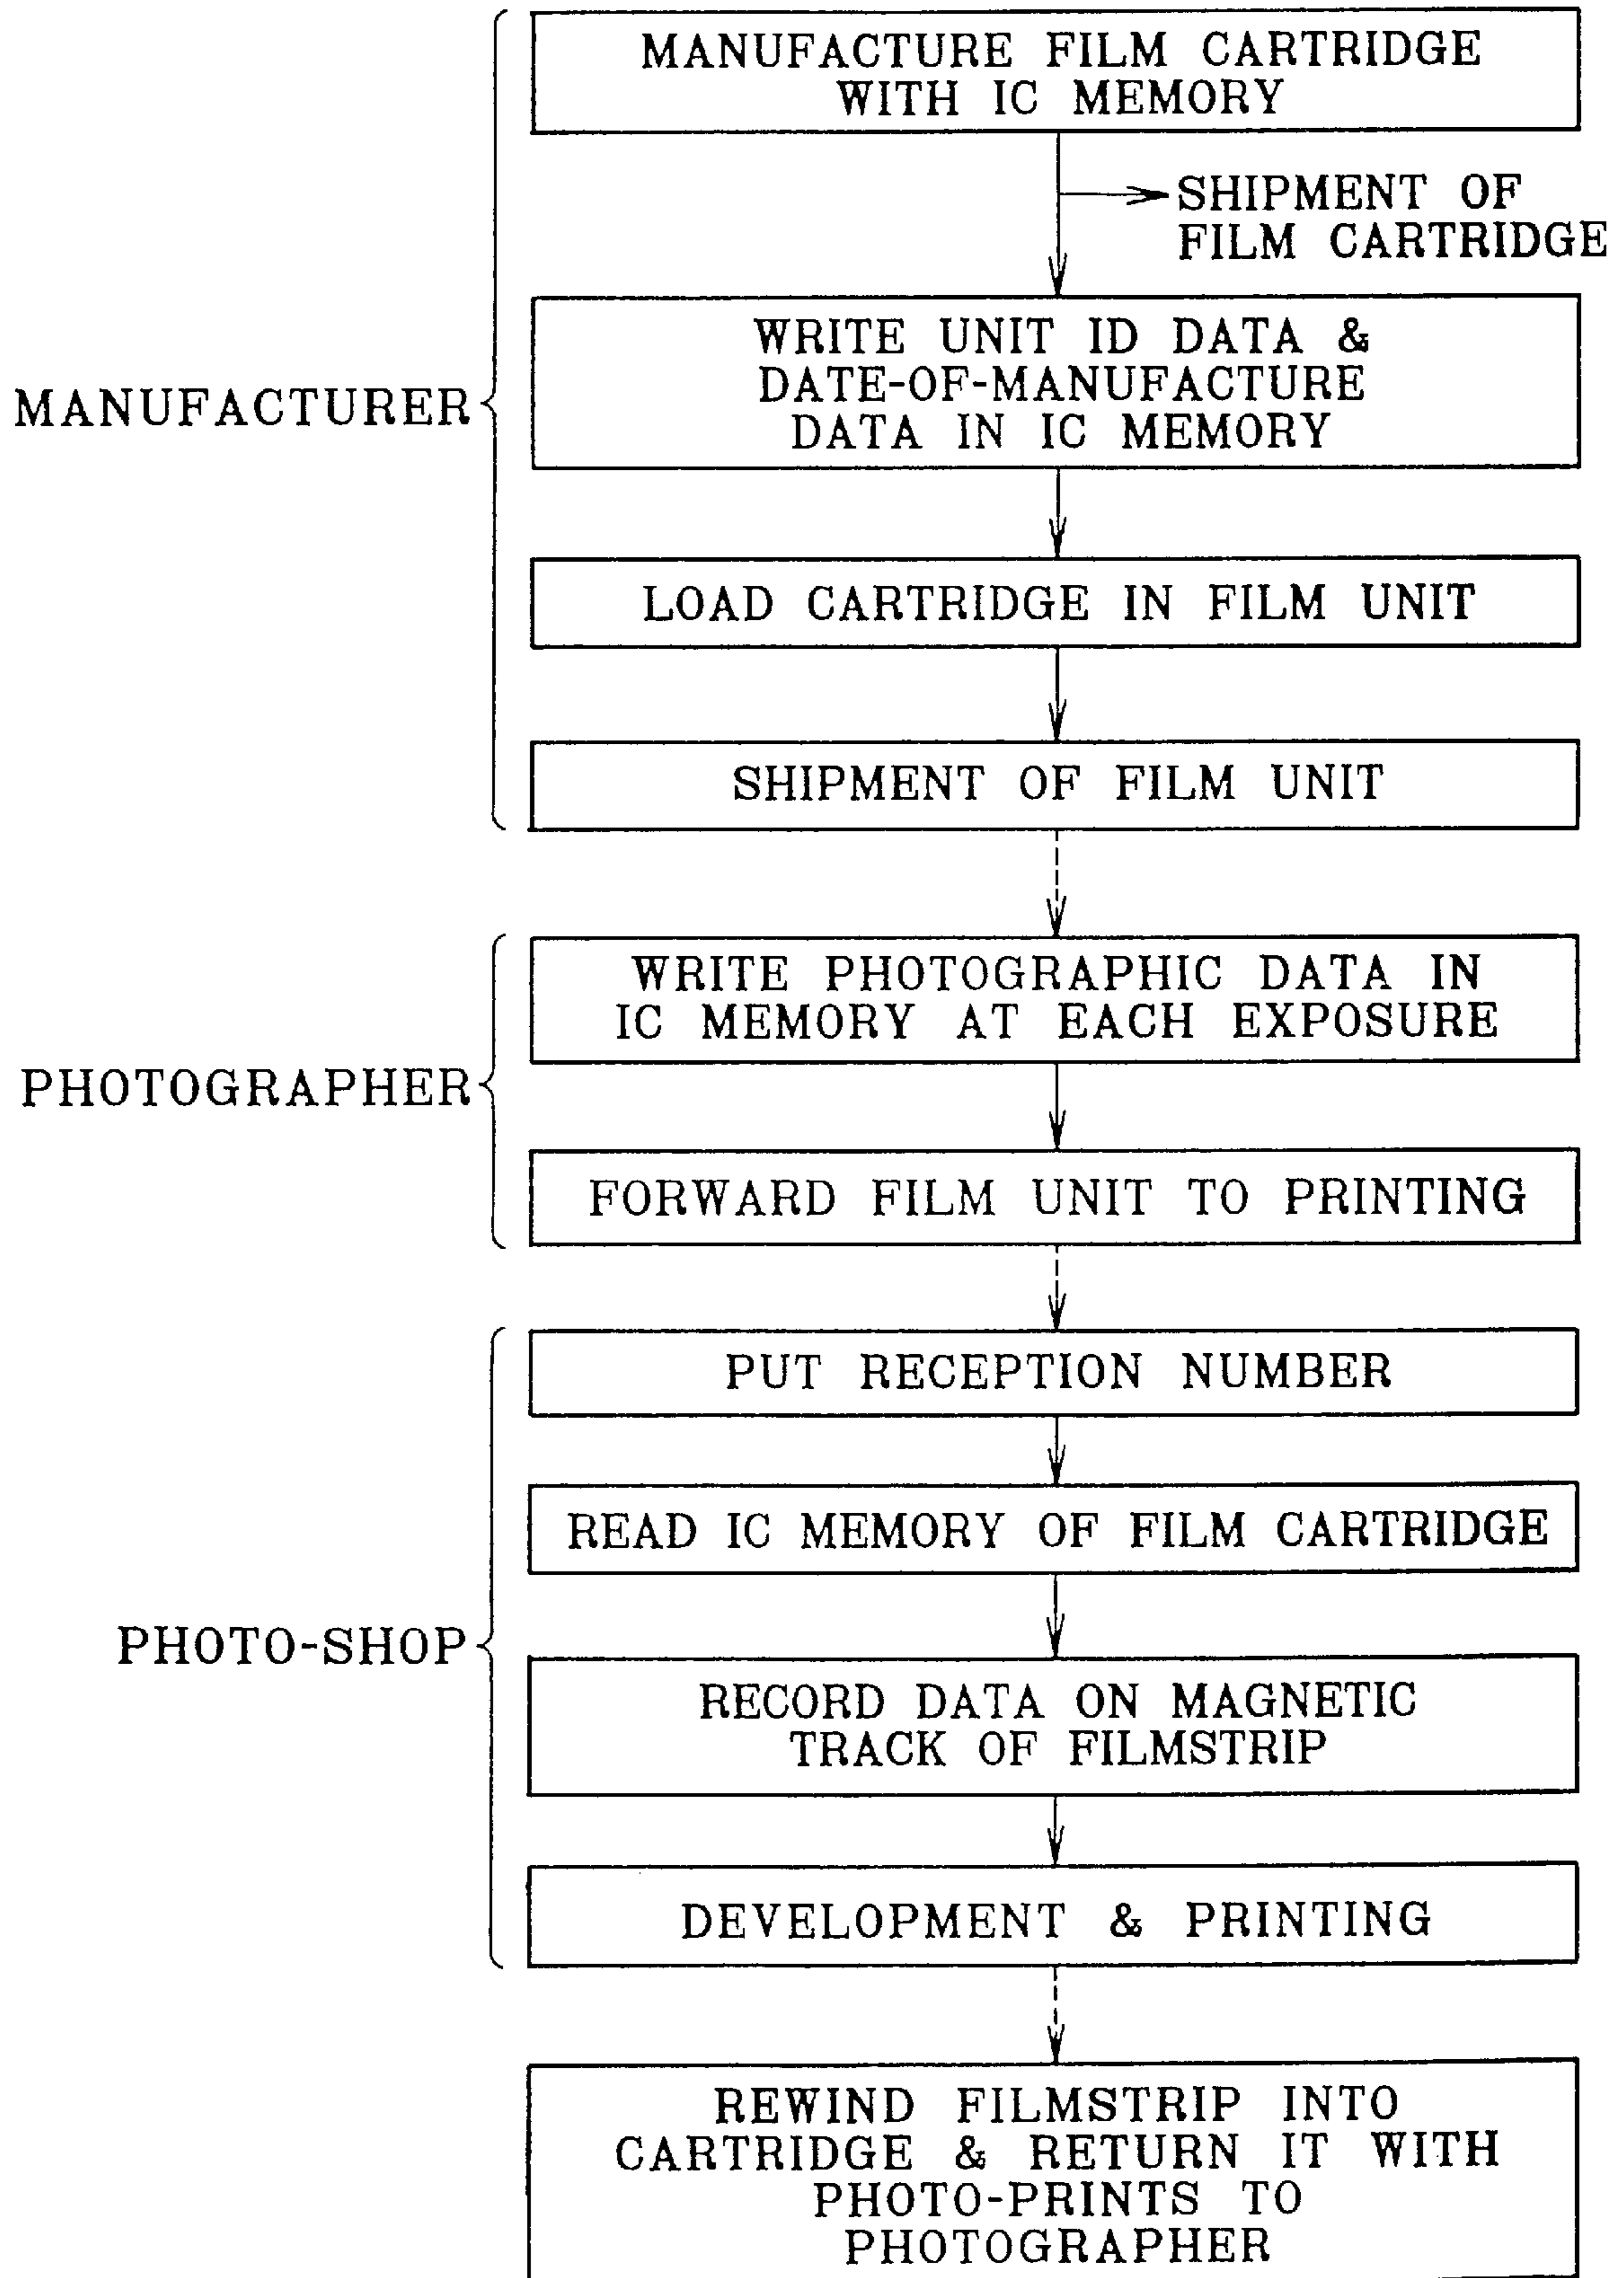 MANUFACTURE FILM CARTRIDGE
WITH IC MEMORY
SHIPMENT OF
FILM CARTRIDGE
WRITE UNIT ID DATA &
DATE-OF-MANUFACTURE
DATA IN IC MEMORY
MANUFACTURER
LOAD CARTRIDGE IN FILM UNIT
SHIPMENT OF FILM UNIT
WRITE PHOTOGRAPHIC DATA IN
IC MEMORY AT EACH EXPOSURE
PHOTOGRAPHER
FORWARD FILM UNIT TO PRINTING
PUT RECEPTION NUMBER
READ IC MEMORY OF FILM CARTRIDGE
PHOTO-SHOP
RECORD DATA ON MAGNETIC
TRACK OF FILMSTRIP
DEVELOPMENT & PRINTING
REWIND FILMSTRIP INTO
CARTRIDGE & RETURN IT WITH
PHOTO-PRINTS TO
PHOTOGRAPHER